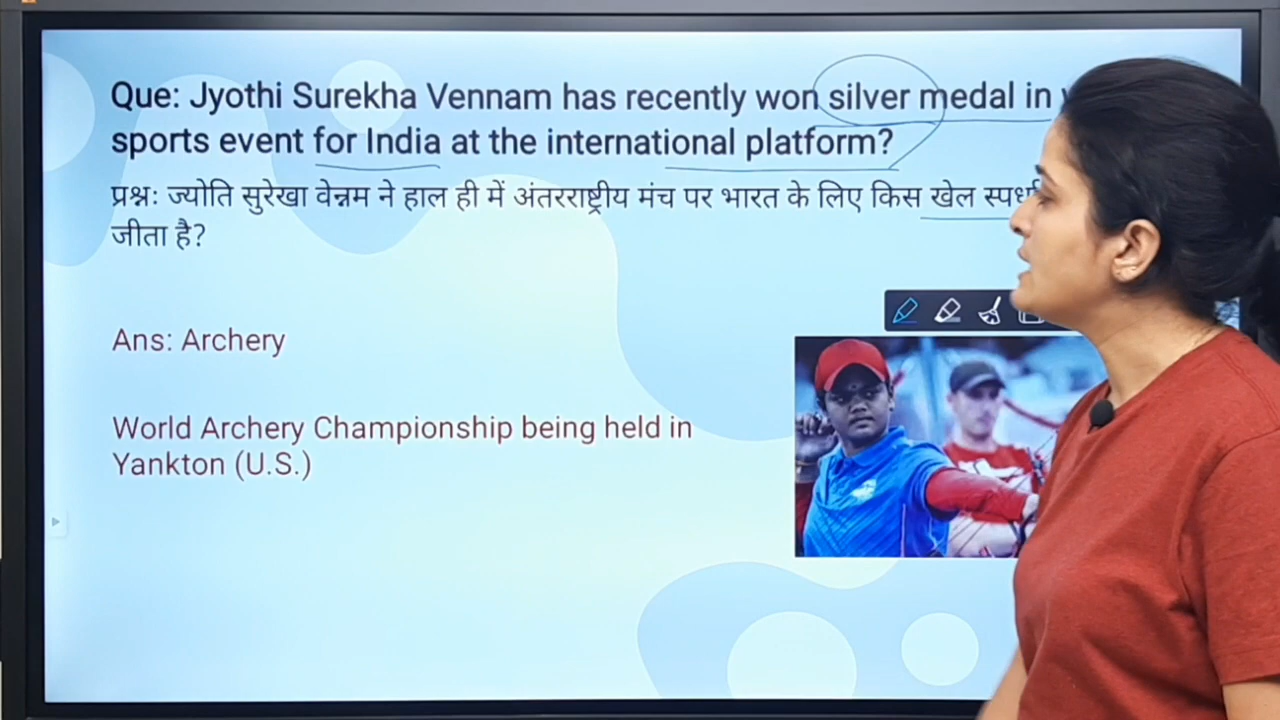 Que: Jyothi Surekha Vennam has recently won silver medal in
sports event for India at the international platform?
प्रश्नः ज्योति सुरेखा वेन्नम ने हाल ही में अंतरराष्ट्रीय मंच पर भारत के लिए किस खेल
जीता है?
Ans: Archery
World Archery Championship being held in
Yankton (U.S.)